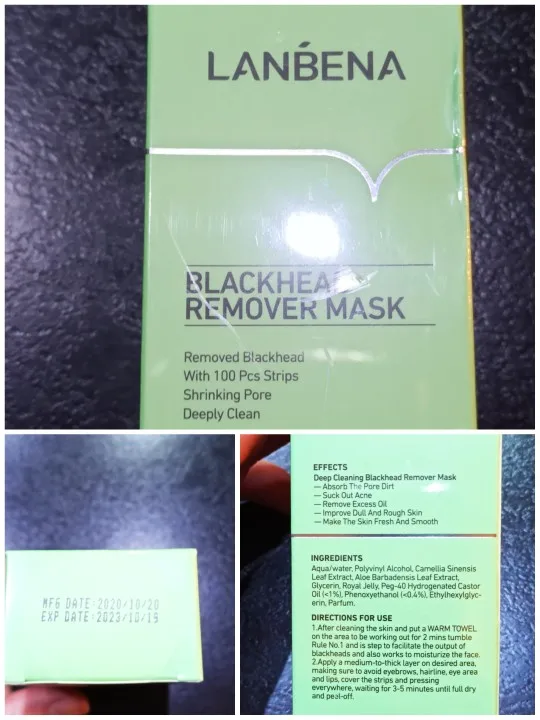 LANBENA
BLACKHEAD
REMOVER MASK
Removed Blackhead
With 100 Pcs Strips
Shrinking Pore
Deeply Clean
MFG DATE:2020/10/20
EXP DATE:2023/10/19
EFFECTS
Deep Cleaning Blackhead Remover Mask
— Absorb The Pore Dirt
— Suck Out Acne
— Remove Excess Oil
— Improve Dull And Rough Skin
— Make The Skin Fresh And Smooth
INGREDIENTS
Aqua/water, Polyvinyl Alcohol, Camellia Sinensis
Leaf Extract, Aloe Barbadensis Leaf Extract,
Glycerin, Royal Jelly, Peg-40 Hydrogenated Castor
Oil (<1%), Phenoxyethanol (<0.4%), Ethylhexylglyc-
erin, Parfum.
DIRECTIONS FOR USE
1.After cleaning the skin and put a WARM TOWEL
on the area to be working out for 2 mins tumble
Rule No.1 and is step to facilitate the output of
blackheads and also works to moisturize the face.
2.Apply a medium-to-thick layer on desired area,
making sure to avoid eyebrows, hairline, eye area
and lips, cover the strips and pressing
everywhere, waiting for 3-5 minutes until full dry
and peal-off.